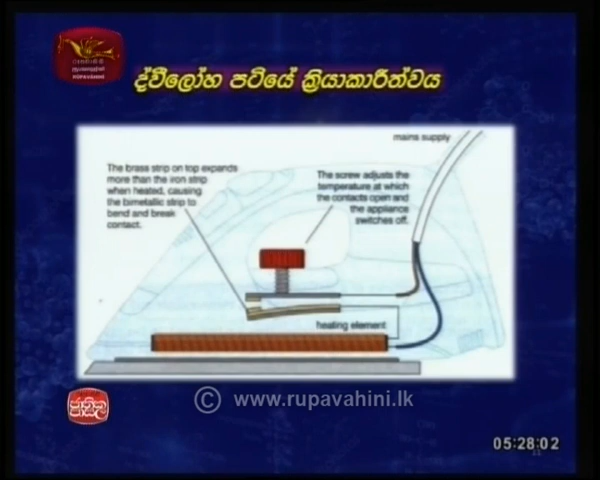 RUPAVAHINI
ද්වීලෝහ පටියේ ක්‍රියාකාරීත්වය
mains supply
The brass strip on top expands
more than the iron strip
when heated, causing
the bimetallic strip to
bend and break
contact.
The screw adjusts the
temperature at which
the contacts open and
the appliance
switches off.
heating element
© www.rupavahini.lk
05:28:02